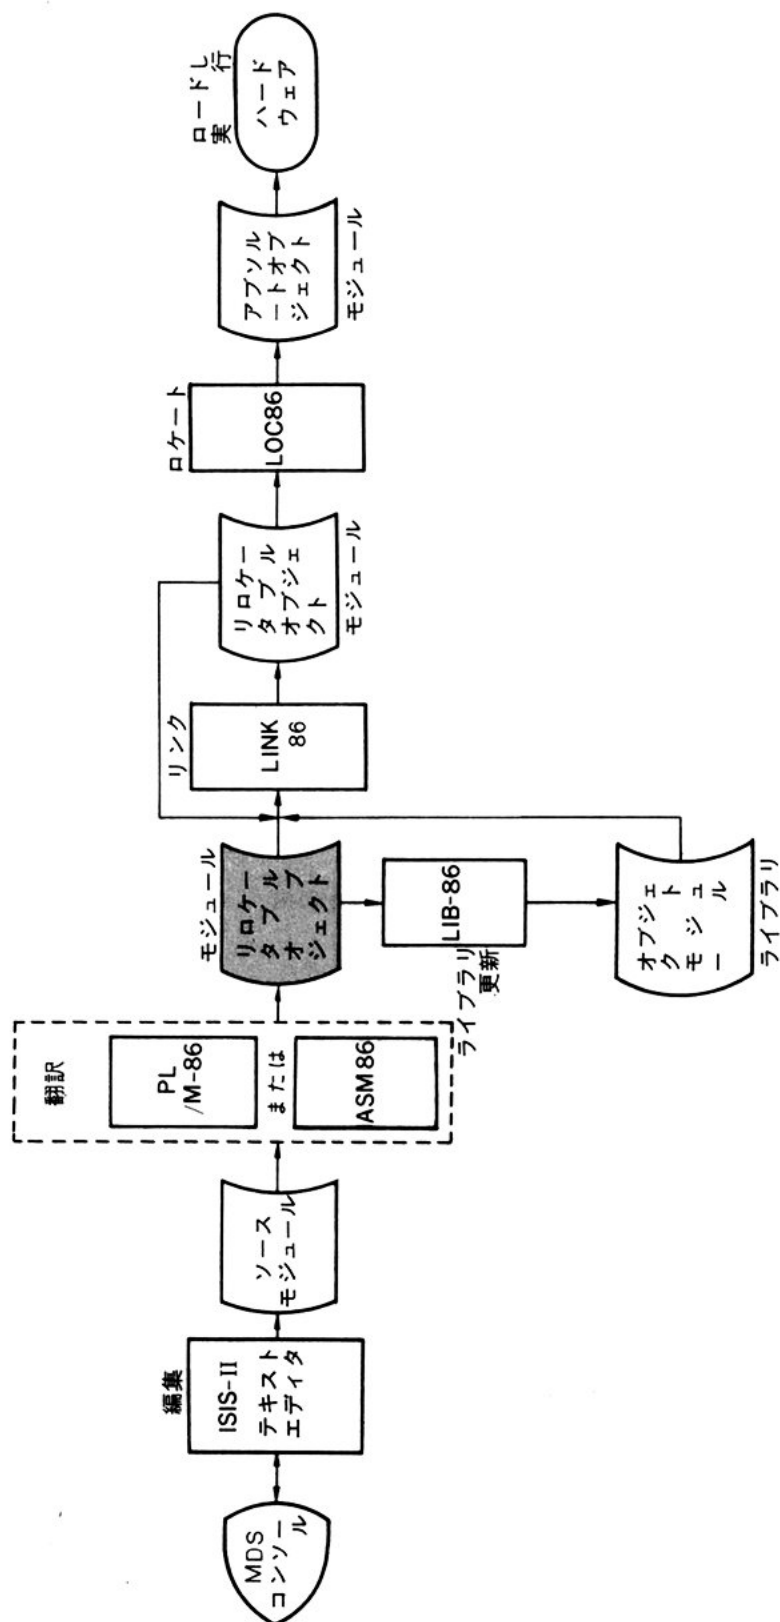 MDS
コンソー
ル
編集
ISIS-II
テキスト
エディタ
ソース
モジュール
翻訳
PL
/M-86
または
ASM86
モジュール
リロケー
タブル
オブ
ジェクト
ライブラリ
更新
LIB-86
オブジェ
クト
モジュル
ー
ライブラリ
リンク
LINK
86
リロケー
タブル
オブジェ
クト
モジュール
ロケート
LOC86
アブソル
ートオブ
ジェクト
モジュール
ロードし
実行
ハード
ウェア